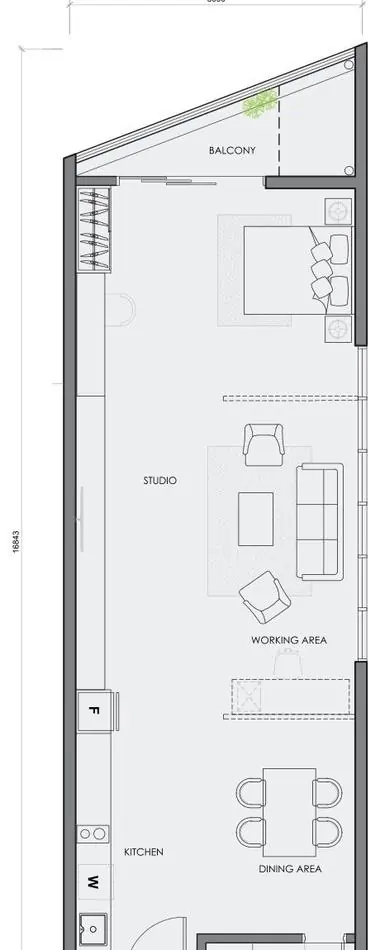 BALCONY
STUDIO
16843
WORKING AREA
F
KITCHEN
W
DINING AREA